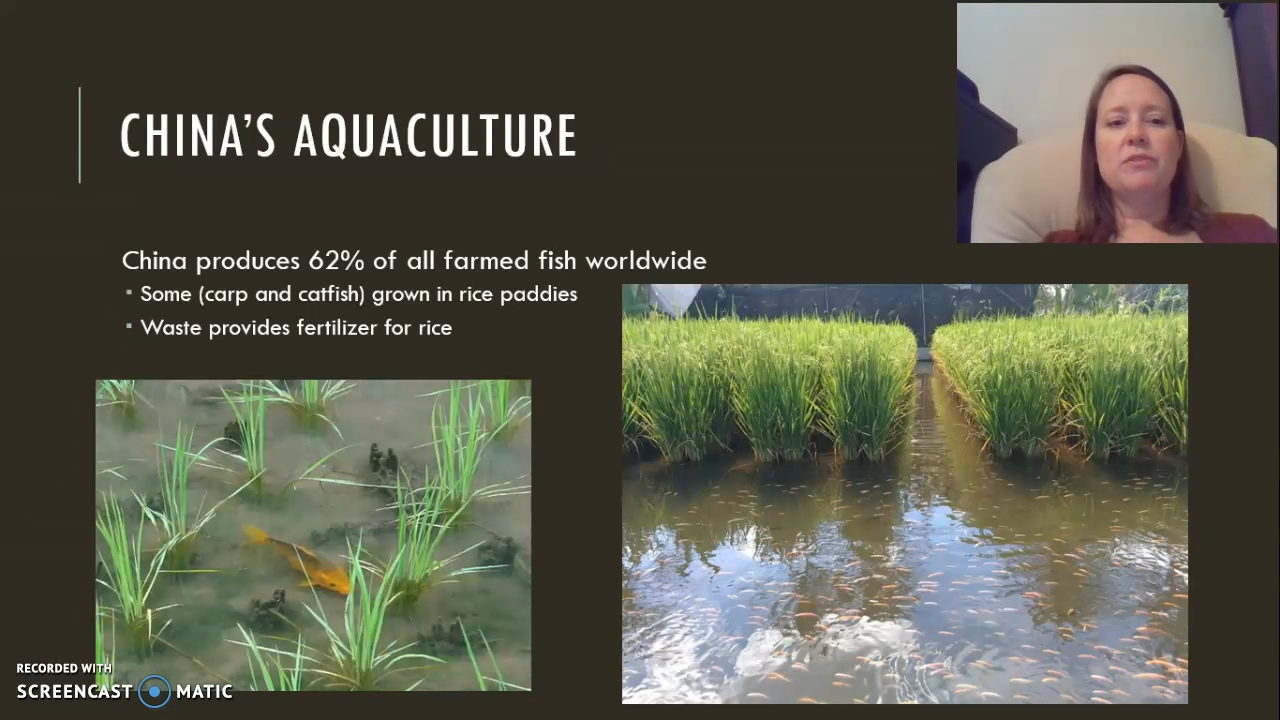 CHINA'S AQUACULTURE
China produces 62% of all farmed fish worldwide
▪ Some (carp and catfish) grown in rice paddies
▪ Waste provides fertilizer for rice
RECORDED WITH
SCREENCAST MATIC